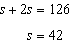 s + 2s = 126
s = 42